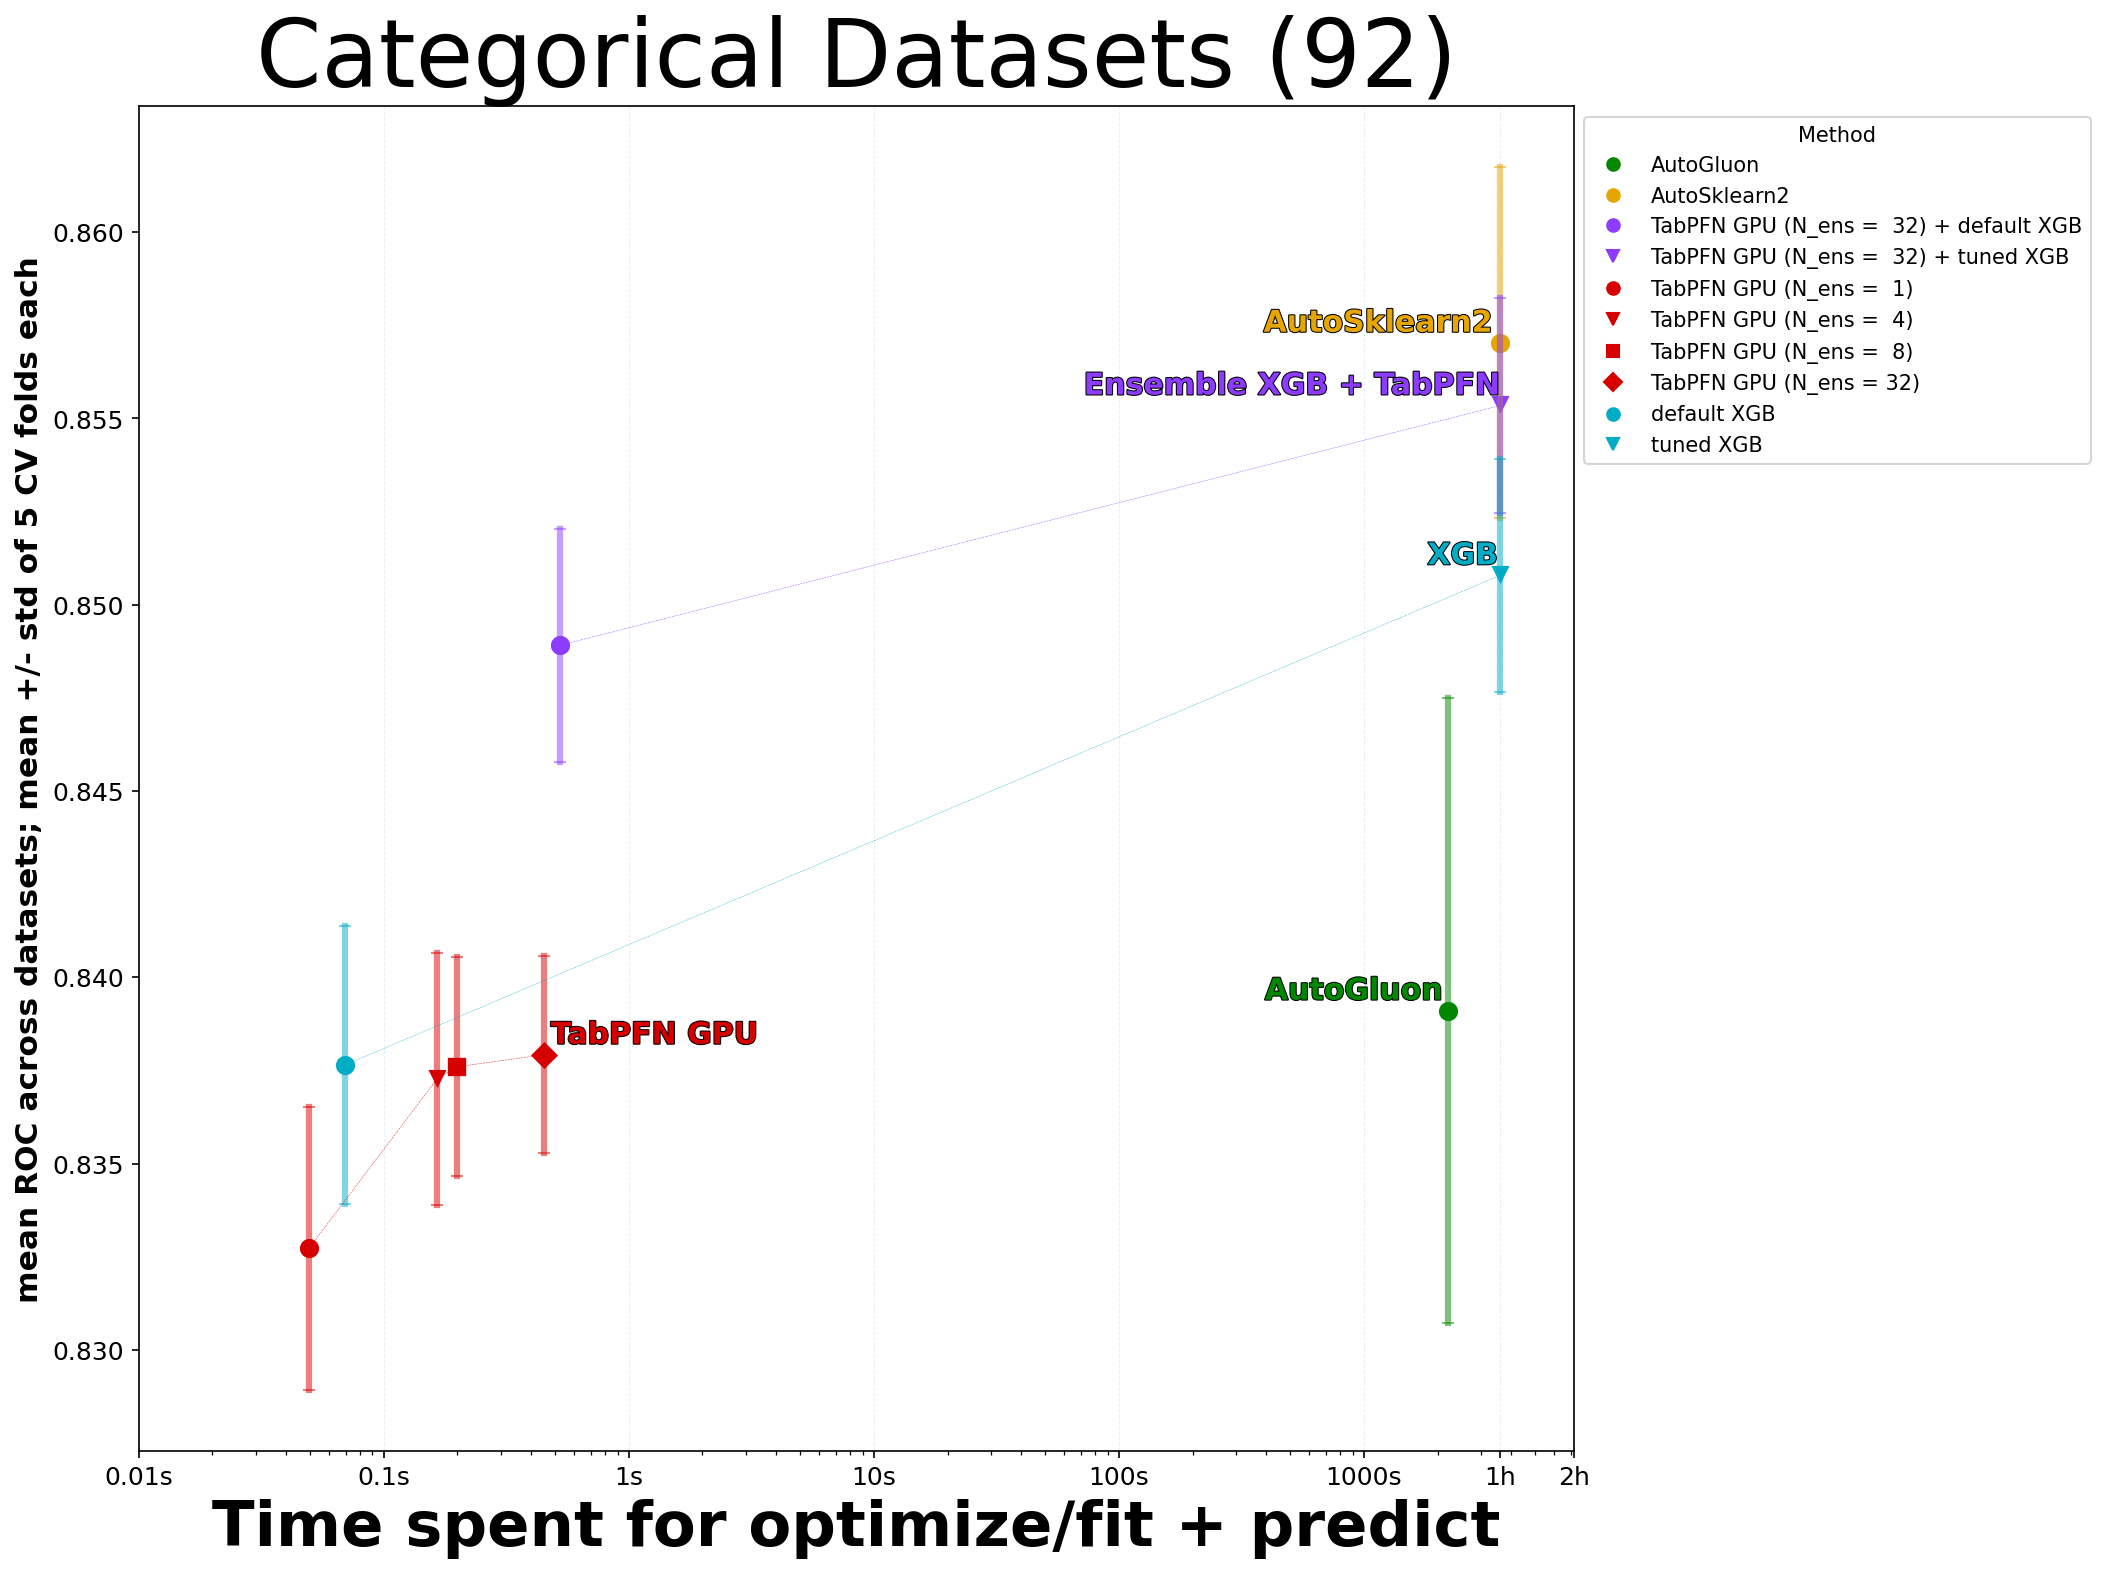 Categorical Datasets (92)
mean ROC across datasets; mean +/- std of 5 CV folds each
0.860
0.855
0.850
0.845
0.840
0.835
0.830
AutoSklearn2
Ensemble XGB + TabPFN
XGB
AutoGluon
TabPFN GPU
0.01s
0.1s
1s
10s
100s
1000s
1h
2h
Time spent for optimize/fit + predict
Method
AutoGluon
AutoSklearn2
TabPFN GPU (N_ens =  32) + default XGB
TabPFN GPU (N_ens =  32) + tuned XGB
TabPFN GPU (N_ens =  1)
TabPFN GPU (N_ens =  4)
TabPFN GPU (N_ens =  8)
TabPFN GPU (N_ens = 32)
default XGB
tuned XGB